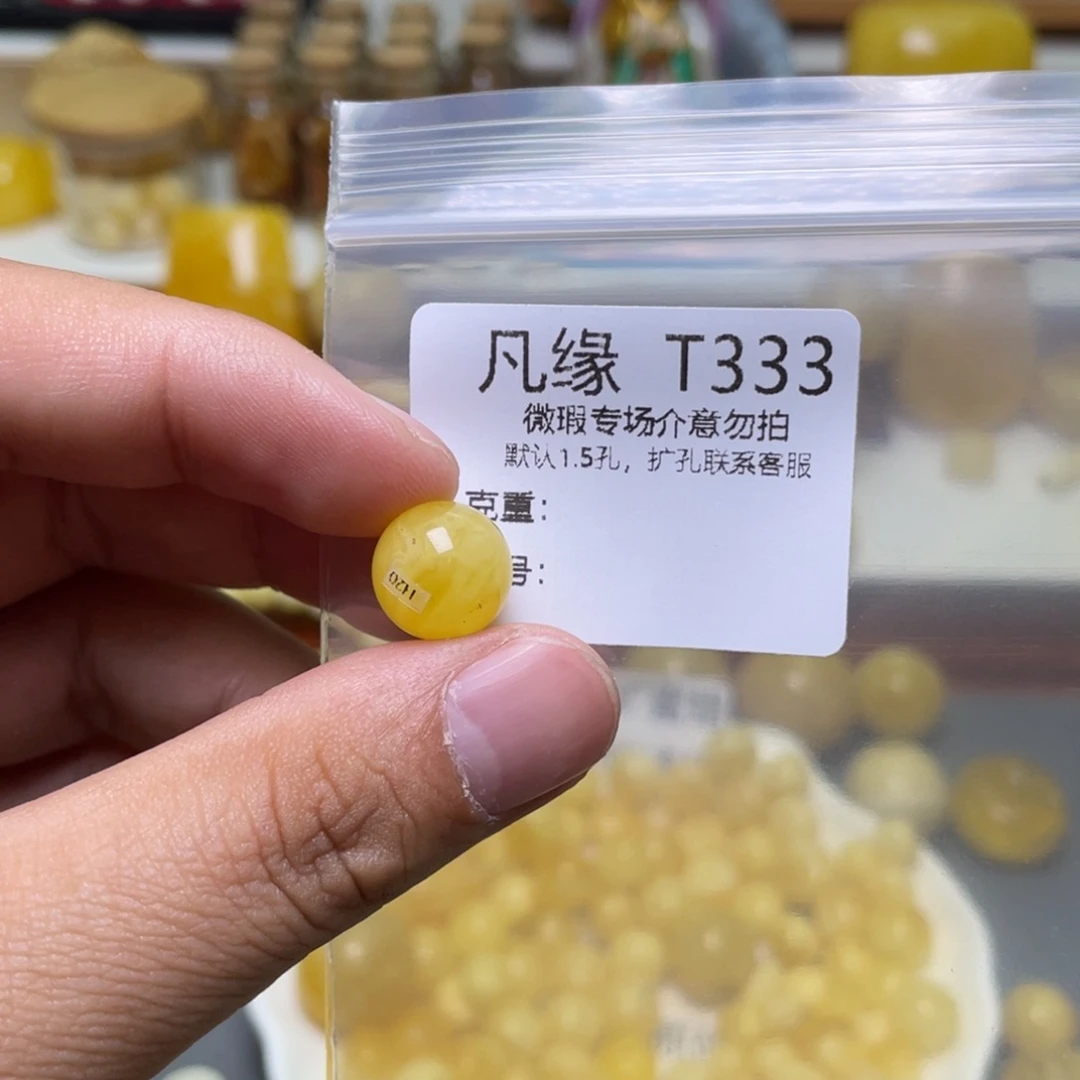 凡缘 T333
微瑕专场介意勿拍
默认1.5孔，扩孔联系客服
克重：
号：